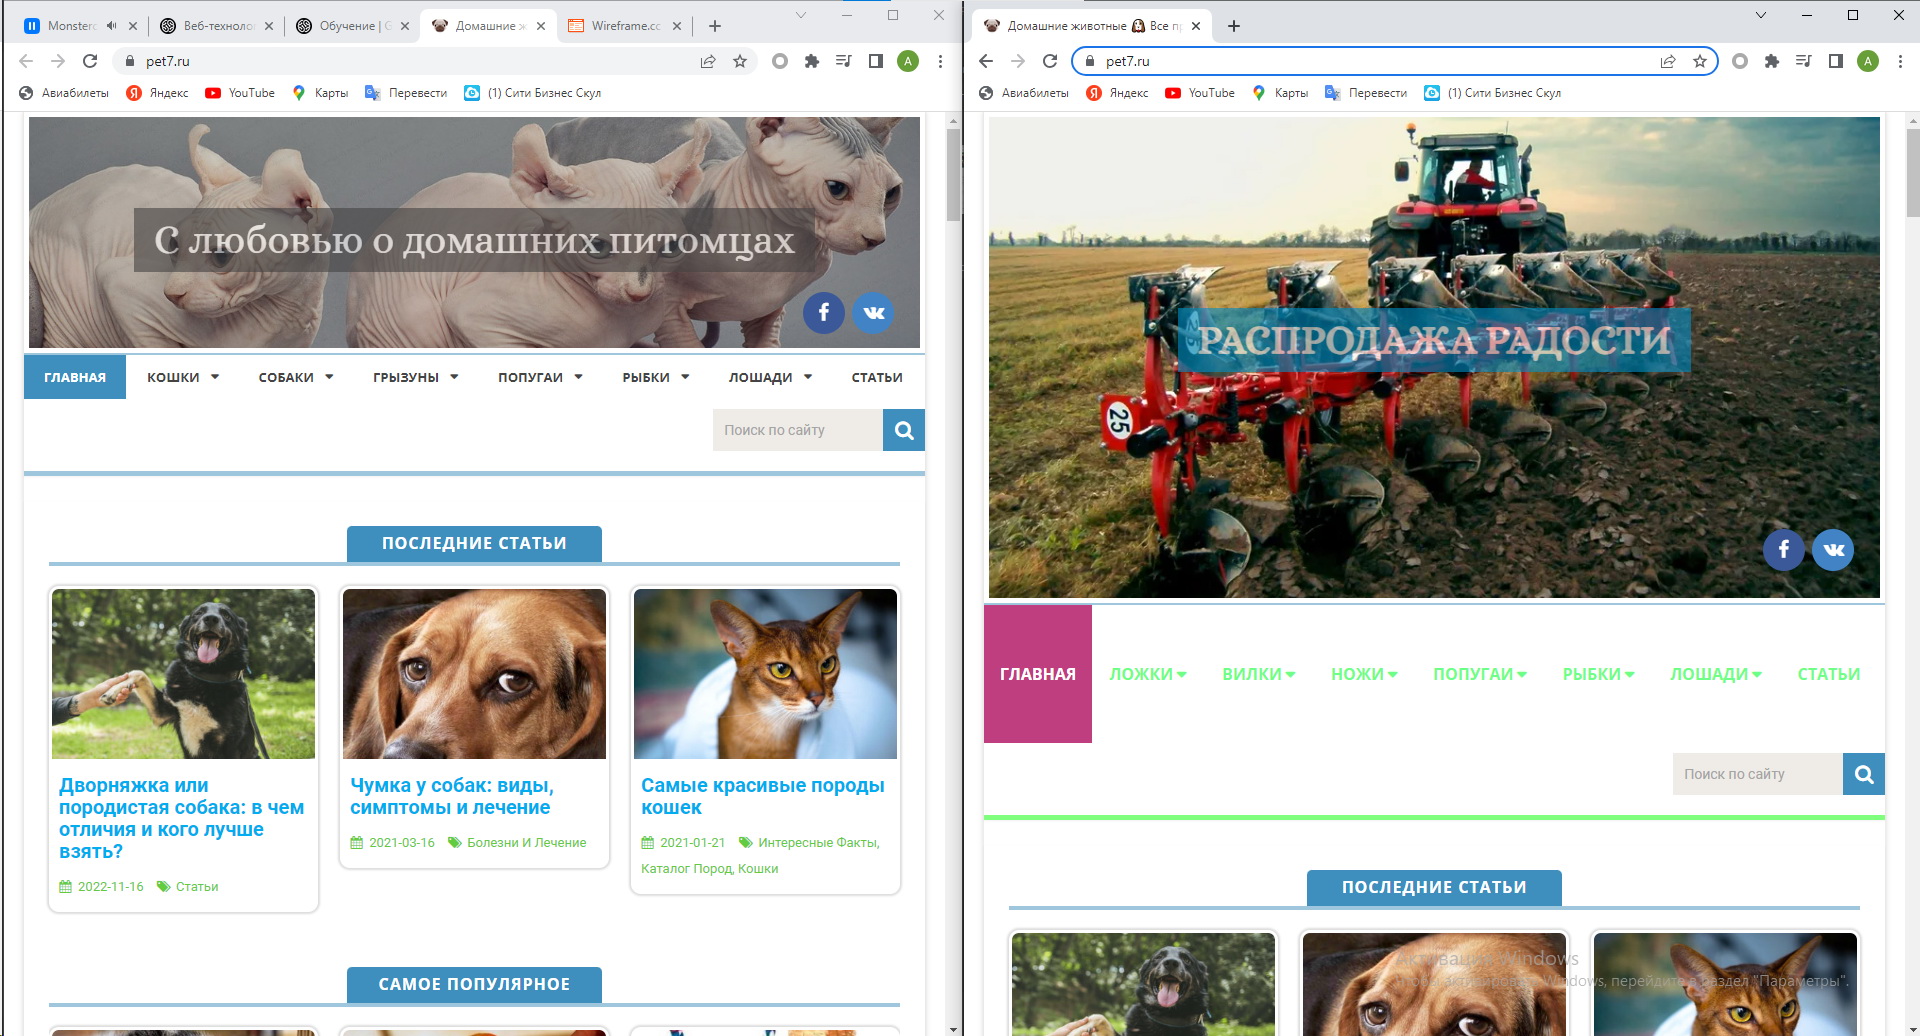 Monsterc
Веб-техноло
Обучение | G
Домашние ж
Wireframe.cc
pet7.ru
A
Авиабилеты
Яндекс
YouTube
Карты
Перевести
(1) Сити Бизнес Скул
С любовью о домашних питомцах
ГЛАВНАЯ
КОШКИ
СОБАКИ
ГРЫЗУНЫ
ПОПУГАИ
РЫБКИ
ЛОШАДИ
СТАТЬИ
Поиск по сайту
ПОСЛЕДНИЕ СТАТЬИ
Дворняжка или
породистая собака: в чем
отличия и кого лучше
взять?
2022-11-16 Статьи
Чумка у собак: виды,
симптомы и лечение
2021-03-16 Болезни И Лечение
Самые красивые породы
кошек
2021-01-21 Интересные Факты,
Каталог Пород, Кошки
САМОЕ ПОПУЛЯРНОЕ
Домашние животные Все пр
pet7.ru
A
Авиабилеты
Яндекс
YouTube
Карты
Перевести
(1) Сити Бизнес Скул
РАСПРОДАЖА РАДОСТИ
25
ГЛАВНАЯ
ЛОЖКИ
ВИЛКИ
НОЖИ
ПОПУГАИ
РЫБКИ
ЛОШАДИ
СТАТЬИ
Поиск по сайту
ПОСЛЕДНИЕ СТАТЬИ
Активация Windows
Чтобы активировать Windows, перейдите в раздел "Параметры".